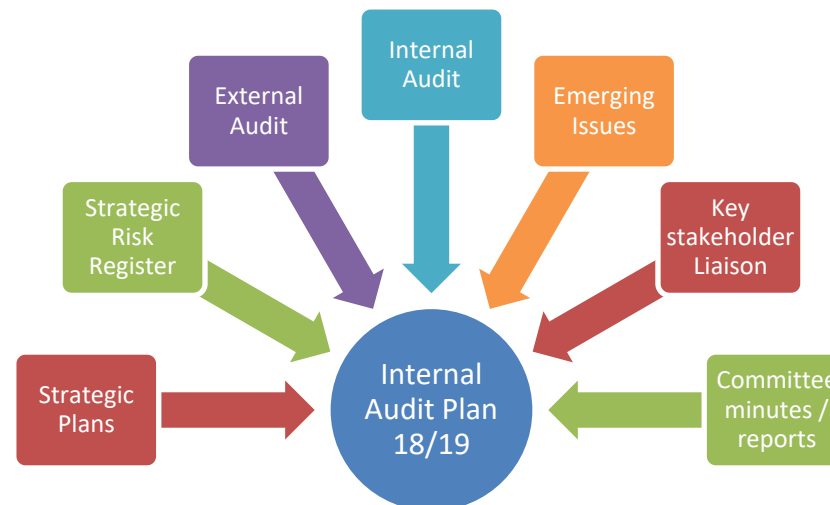 Internal
Audit
External
Audit
Emerging
Issues
Strategic
Risk
Register
Key
stakeholder
Liaison
Strategic
Plans
Internal
Audit Plan
18/19
Committee
minutes /
reports